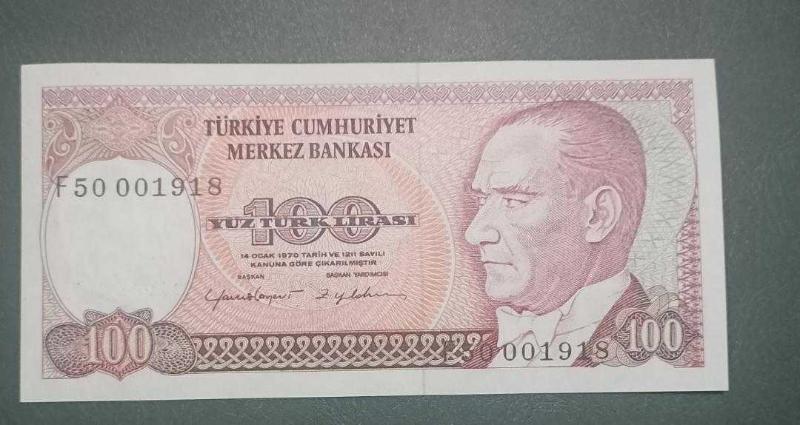 TÜRKİYE CUMHURİYET
MERKEZ BANKASI
F50 001918
100
YÜZ TÜRK LİRASI
14 OCAK 1970 TARİH VE 1211 SAYILI
KANUNA GÖRE ÇIKARILMIŞTIR
BAŞKAN BAŞKAN YARDIMCISI
F50 001918
100 100